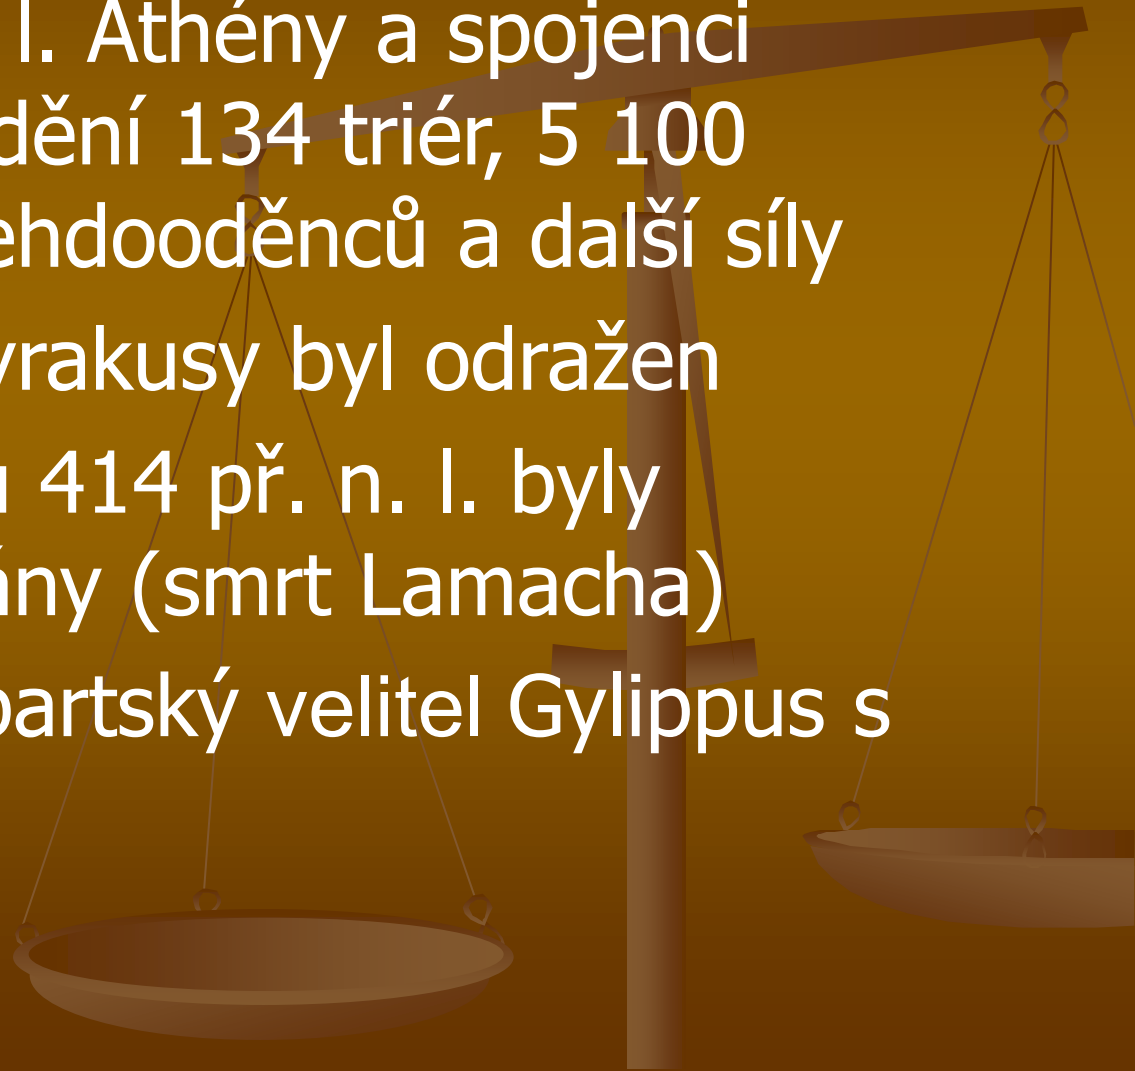 l. Athény a spojenci
dění 134 triér, 5 100
ehdooděnců a další síly
yrakusy byl odražen
414 př. n. l. byly
ány (smrt Lamacha)
partský velitel Gylippus s